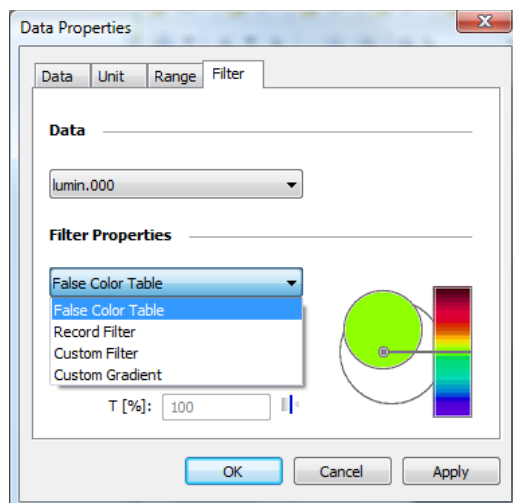 Data Properties
Data Unit Range Filter
Data
lumin.000
Filter Properties
False Color Table
False Color Table
Record Filter
Custom Filter
Custom Gradient
T [%]: 100
OK Cancel Apply